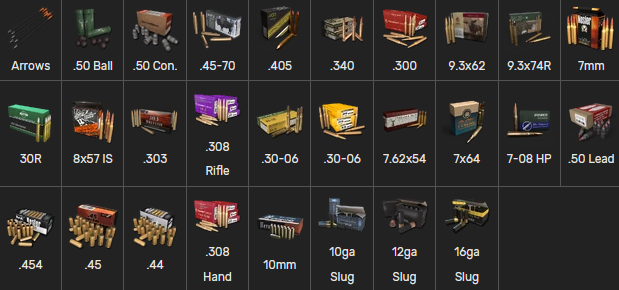 Arrows .50 Ball .50 Con. .45-70 .405 .340 .300 9.3x62 9.3x74R 7mm
30R 8x57 IS .303 .308 Rifle .30-06 .30-06 7.62x54 7x64 7-08 HP .50 Lead
.454 .45 .44 .308 Hand 10mm 10ga Slug 12ga Slug 16ga Slug